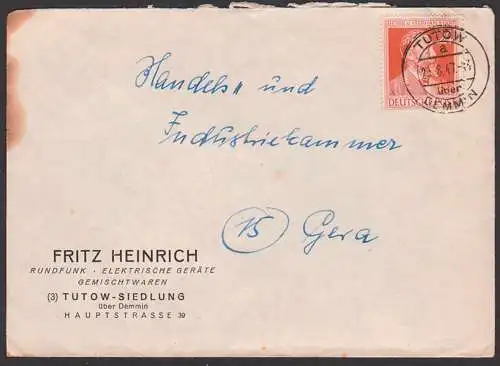 TUTOW
a
über
DEMMIN
DEUTSCH
Handels= und
Industriekammer
15 Gera
FRITZ HEINRICH
RUNDFUNK · ELEKTRISCHE GERÄTE
GEMISCHTWAREN
(3) TUTOW-SIEDLUNG
über Demmin
HAUPTSTRASSE 39